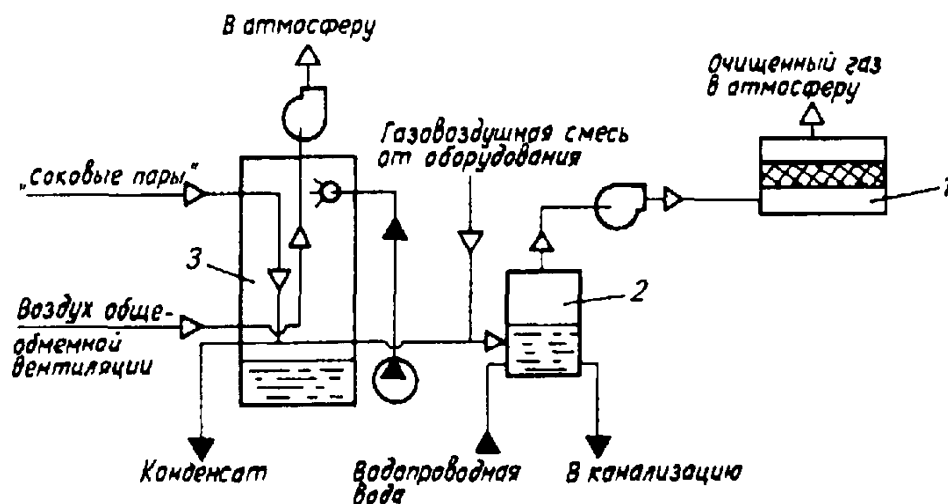 В атмосферу
Очищенный газ
в атмосферу
Газовоздушная смесь
от оборудования
„соковые пары"
1
3
2
Воздух обще-
обменной
вентиляции
Конденсат
Водапроводная
вода
В канализацию